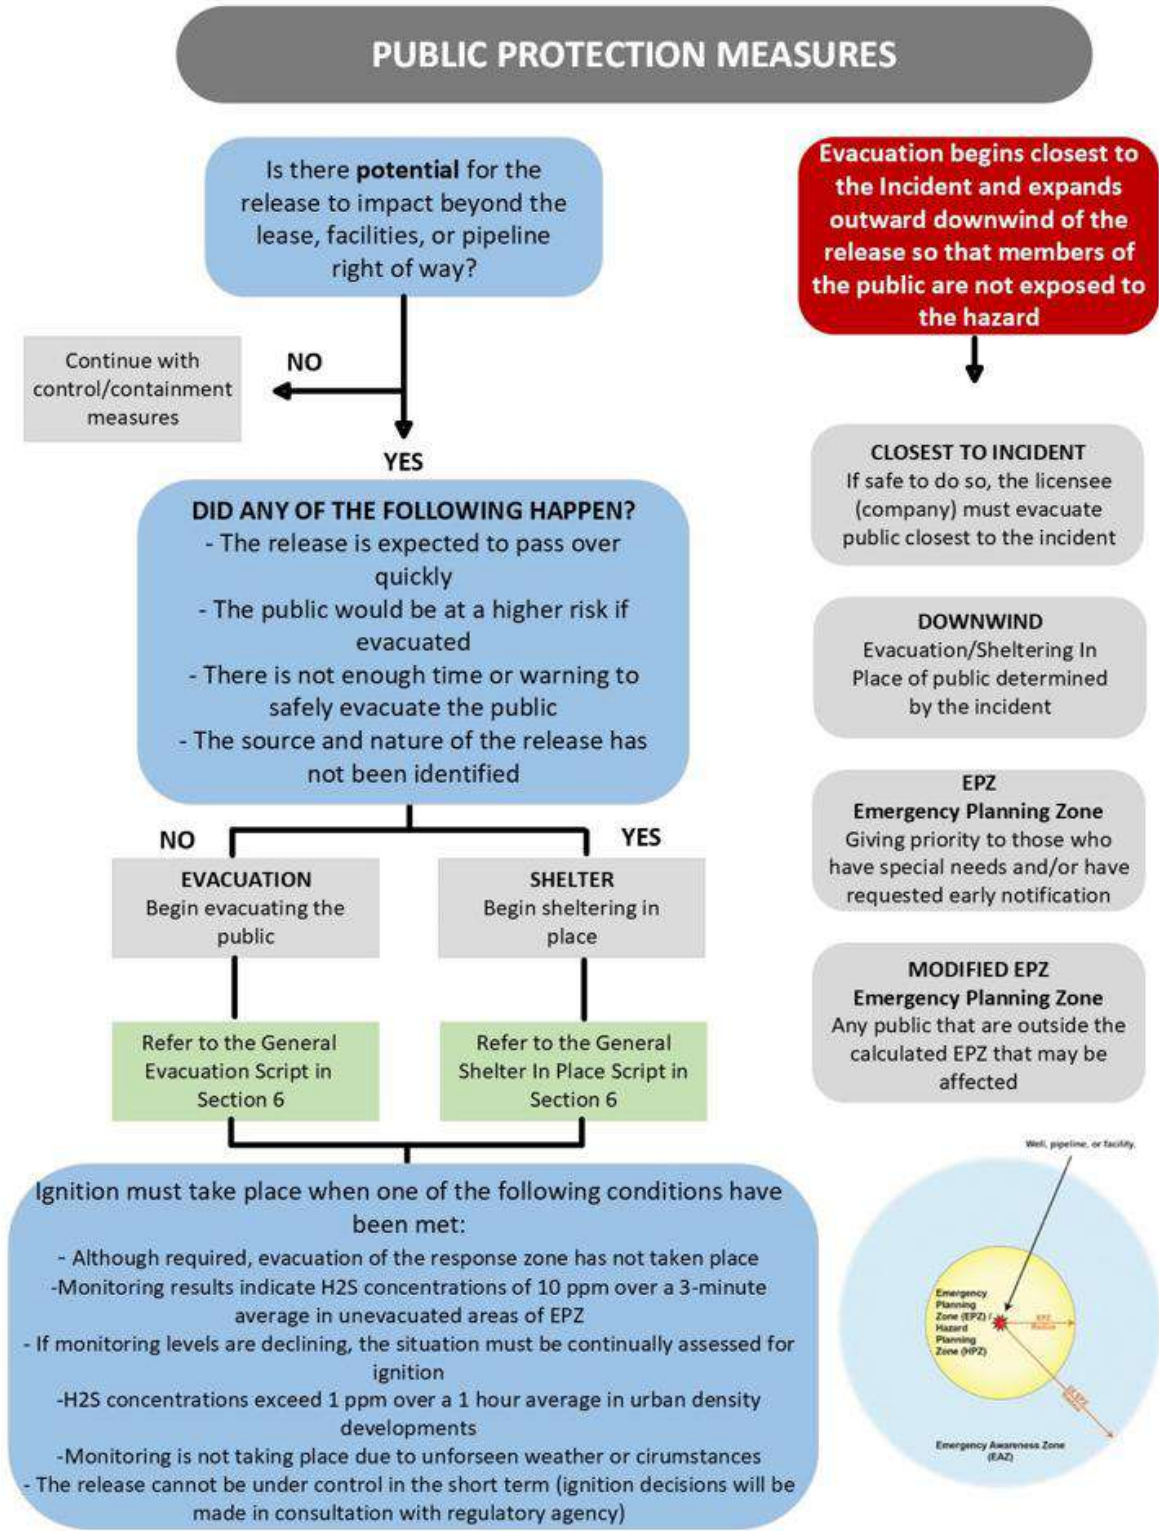 PUBLIC PROTECTION MEASURES
Is there potential for the
release to impact beyond the
lease, facilities, or pipeline
right of way?
NO
Continue with
control/containment
measures
YES
DID ANY OF THE FOLLOWING HAPPEN?
- The release is expected to pass over
quickly
- The public would be at a higher risk if
evacuated
- There is not enough time or warning to
safely evacuate the public
- The source and nature of the release has
not been identified
NO
YES
EVACUATION
Begin evacuating the
public
SHELTER
Begin sheltering in
place
Refer to the General
Evacuation Script in
Section 6
Refer to the General
Shelter In Place Script in
Section 6
Ignition must take place when one of the following conditions have
been met:
- Although required, evacuation of the response zone has not taken place
-Monitoring results indicate H2S concentrations of 10 ppm over a 3-minute
average in unevacuated areas of EPZ
- If monitoring levels are declining, the situation must be continually assessed for
ignition
-H2S concentrations exceed 1 ppm over a 1 hour average in urban density
developments
-Monitoring is not taking place due to unforseen weather or cirumstances
- The release cannot be under control in the short term (ignition decisions will be
made in consultation with regulatory agency)
Evacuation begins closest to
the Incident and expands
outward downwind of the
release so that members of
the public are not exposed to
the hazard
CLOSEST TO INCIDENT
If safe to do so, the licensee
(company) must evacuate
public closest to the incident
DOWNWIND
Evacuation/Sheltering In
Place of public determined
by the incident
EPZ
Emergency Planning Zone
Giving priority to those who
have special needs and/or have
requested early notification
MODIFIED EPZ
Emergency Planning Zone
Any public that are outside the
calculated EPZ that may be
affected
Well, pipeline, or facility.
Emergency
Planning
Zone (EPZ) /
Hazard
Planning
Zone (HPZ)
EPZ
Radius
EPZ
Emergency Awareness Zone
(EAZ)